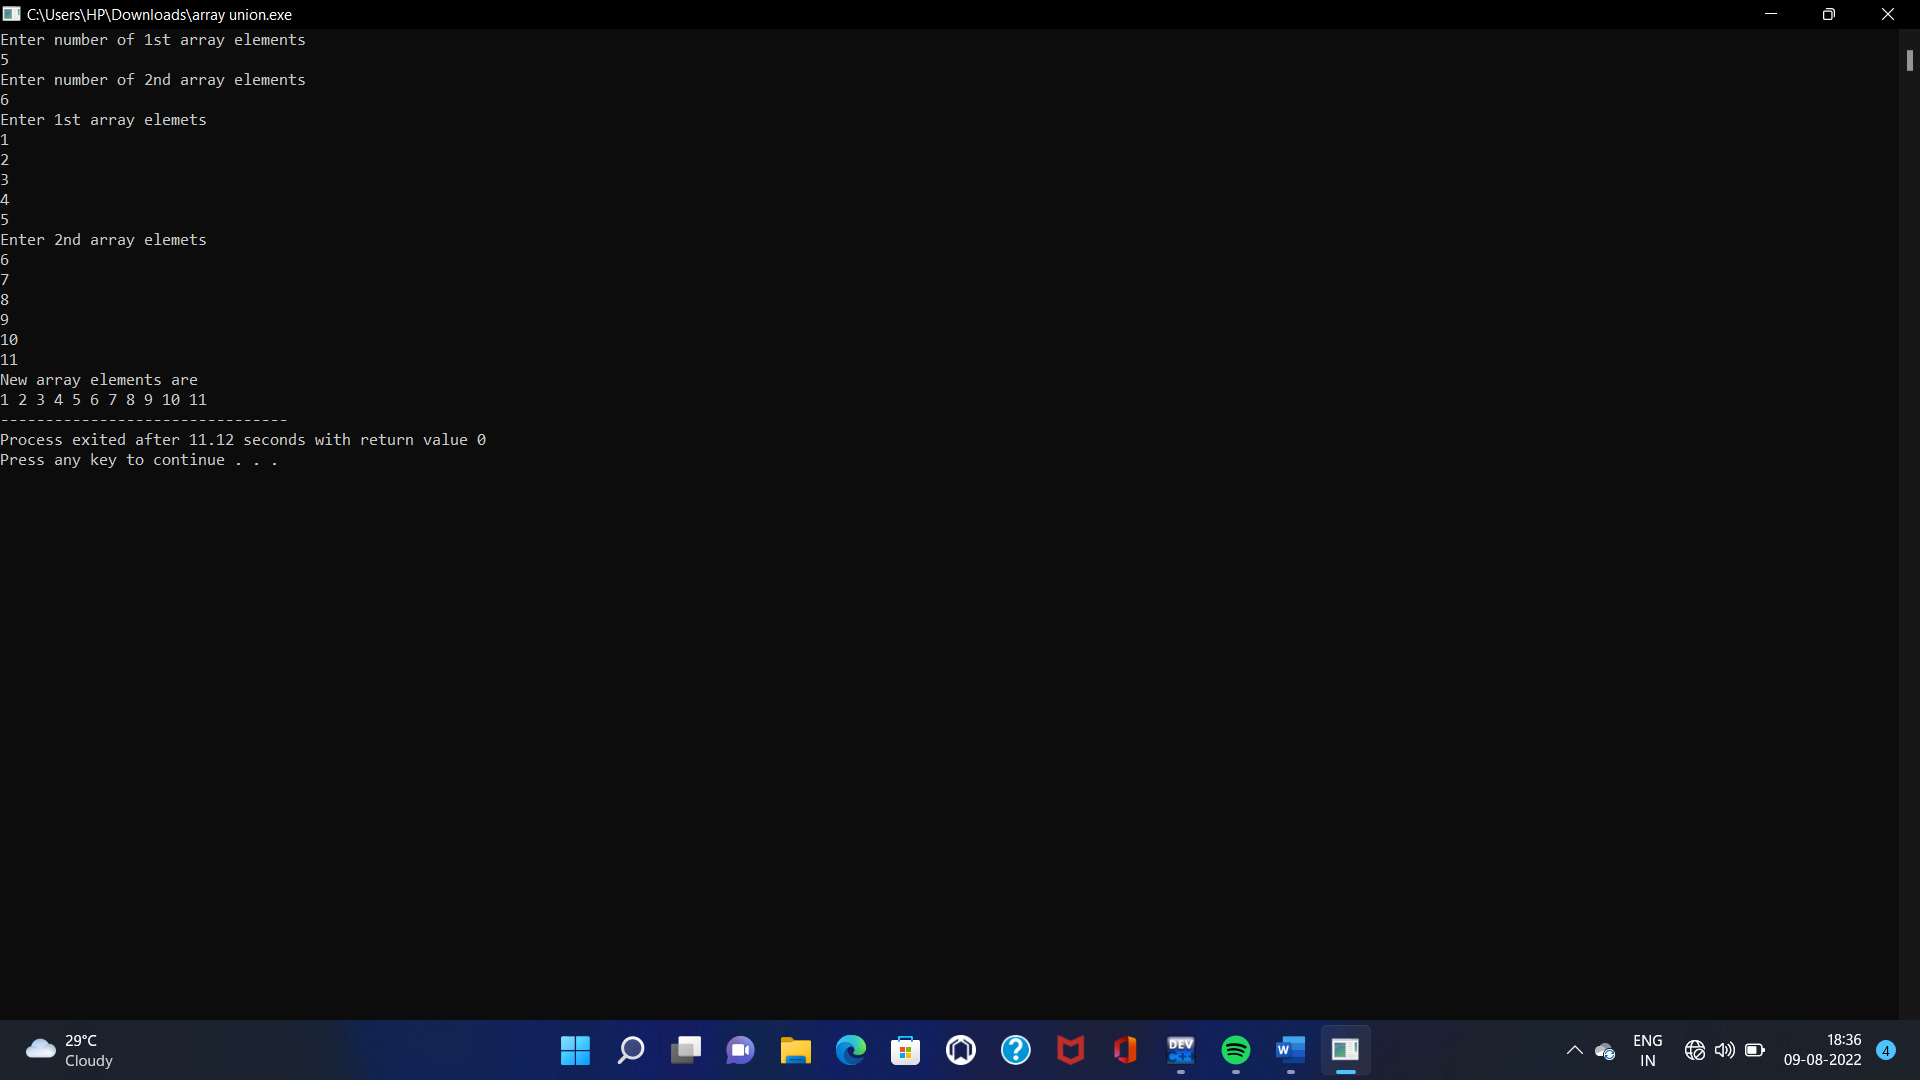 C:\Users\HP\Downloads\array union.exe
Enter number of 1st array elements
5
Enter number of 2nd array elements
6
Enter 1st array elemets
1
2
3
4
5
Enter 2nd array elemets
6
7
8
9
10
11
New array elements are
1 2 3 4 5 6 7 8 9 10 11
--------------------------------
Process exited after 11.12 seconds with return value 0
Press any key to continue . . .
29°C
Cloudy
DEV
C++
W
ENG
IN
18:36
09-08-2022
4